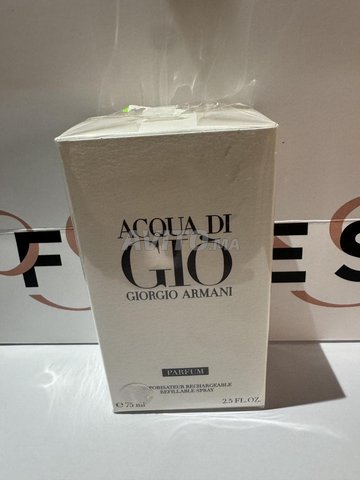 ACQUA DI
GIO
GIORGIO ARMANI
PARFUM
VAPORISATEUR RECHARGEABLE
REFILLABLE SPRAY
e 75 ml 2.5 FL.OZ.